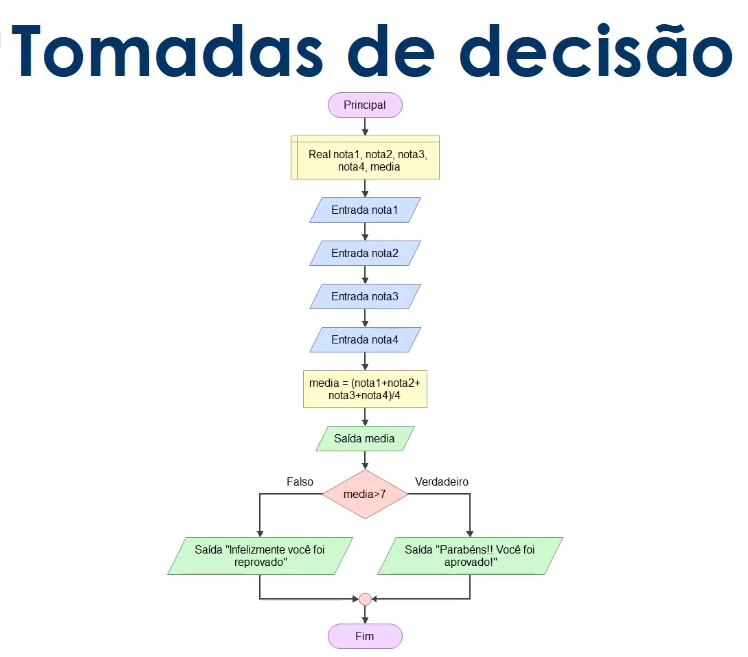 Tomadas de decisão
Principal
Real nota1, nota2, nota3,
nota4, media
Entrada nota1
Entrada nota2
Entrada nota3
Entrada nota4
media = (nota1+nota2+
nota3+nota4)/4
Saída media
Falso
Verdadeiro
media>7
Saída "Infelizmente você foi
reprovado"
Saída "Parabéns!! Você foi
aprovado!"
Fim